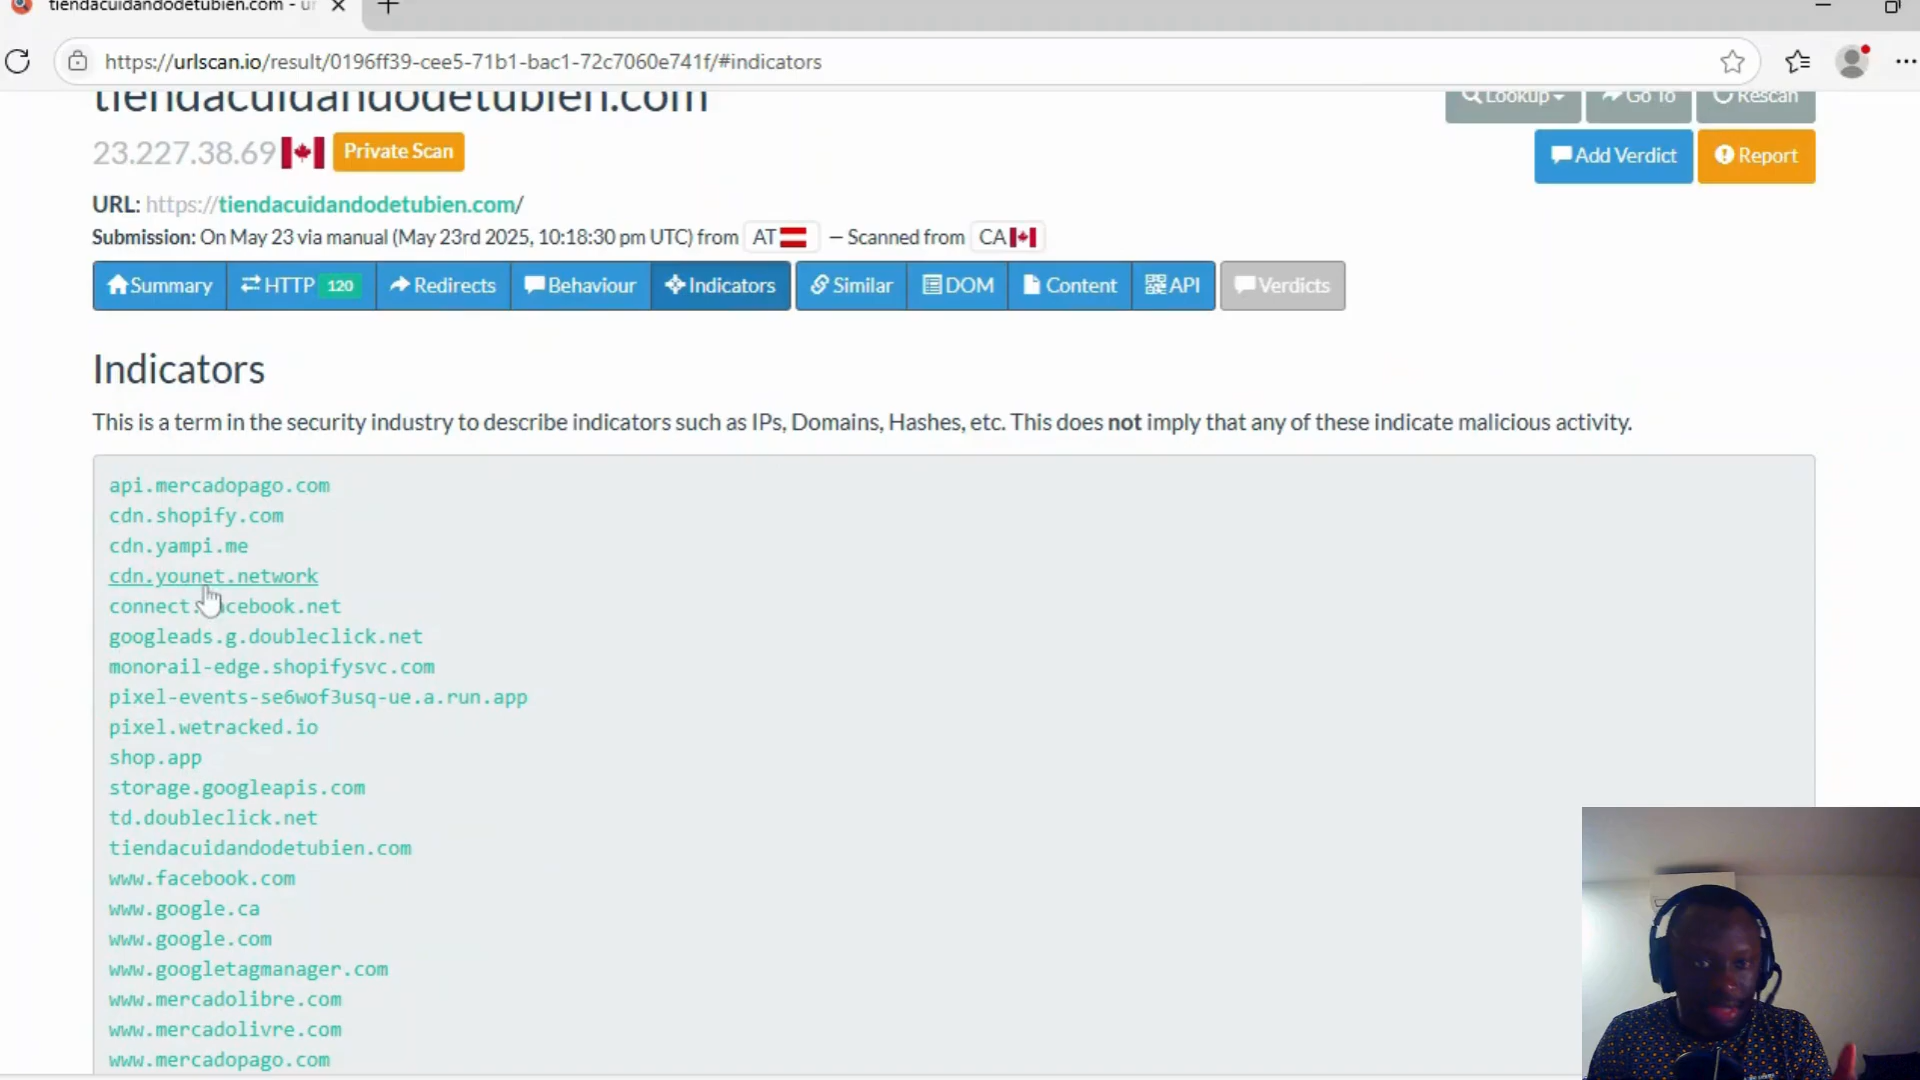 tiendacuidandodetubien.com - ur
https://urlscan.io/result/0196ff39-cee5-71b1-bac1-72c7060e741f/#indicators
tiendacuidandodetubien.com
Lookup
Go To
Rescan
23.227.38.69
Private Scan
Add Verdict
Report
URL: https://tiendacuidandodetubien.com/
Submission: On May 23 via manual (May 23rd 2025, 10:18:30 pm UTC) from AT — Scanned from CA
Summary
HTTP 120
Redirects
Behaviour
Indicators
Similar
DOM
Content
API
Verdicts
Indicators
This is a term in the security industry to describe indicators such as IPs, Domains, Hashes, etc. This does not imply that any of these indicate malicious activity.
api.mercadopago.com
cdn.shopify.com
cdn.yampi.me
cdn.younet.network
connect.facebook.net
googleads.g.doubleclick.net
monorail-edge.shopifysvc.com
pixel-events-se6wof3usq-ue.a.run.app
pixel.wetracked.io
shop.app
storage.googleapis.com
td.doubleclick.net
tiendacuidandodetubien.com
www.facebook.com
www.google.ca
www.google.com
www.googletagmanager.com
www.mercadolibre.com
www.mercadolivre.com
www.mercadopago.com